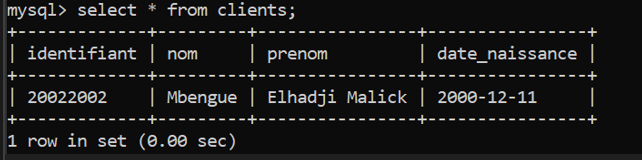 mysql> select * from clients;
+-------------+---------+----------------+----------------+
| identifiant | nom     | prenom         | date_naissance |
+-------------+---------+----------------+----------------+
| 20022002    | Mbengue | Elhadji Malick | 2000-12-11     |
+-------------+---------+----------------+----------------+
1 row in set (0.00 sec)